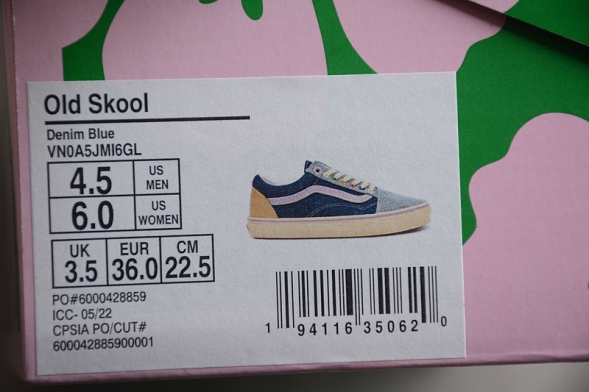 Old Skool
Denim Blue
VN0A5JMI6GL
4.5 US MEN
6.0 US WOMEN
UK EUR CM
3.5 36.0 22.5
PO#6000428859
ICC- 05/22
CPSIA PO/CUT#
600042885900001
1 94116 35062 0